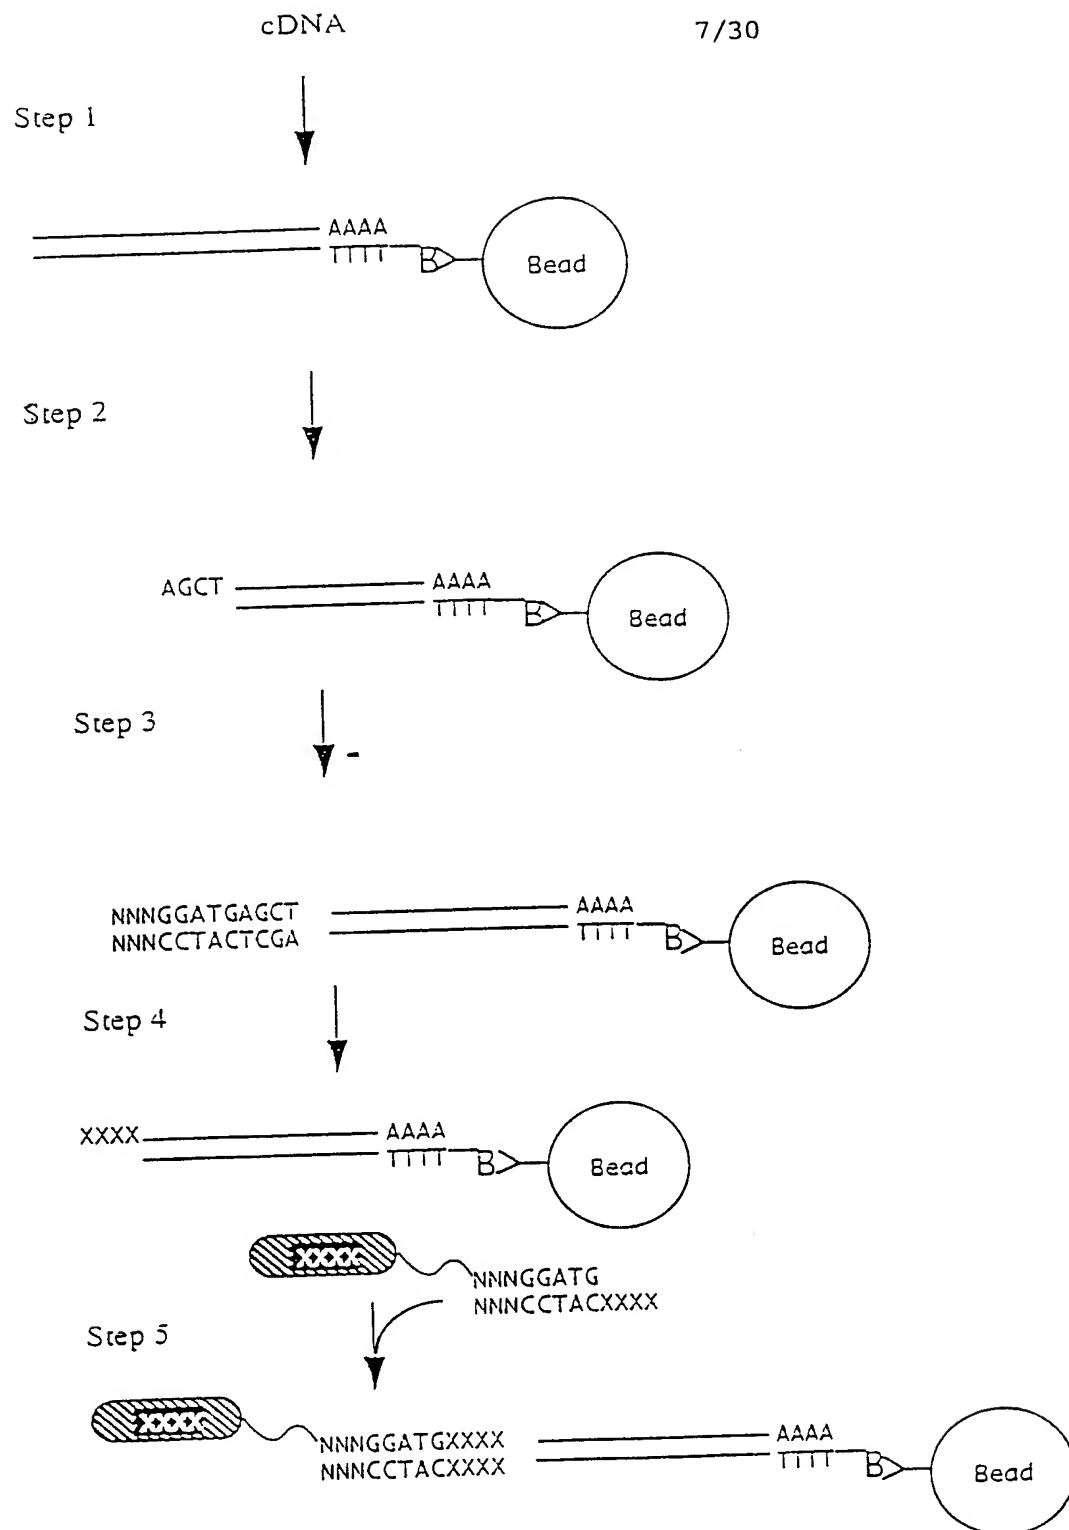 cDNA 7/30
Step 1
AAAA
TTTT B Bead
Step 2
AGCT AAAA
TTTT B Bead
Step 3
NNNGGATGAGCT AAAA
NNNCCTACTCGA TTTT B Bead
Step 4
XXXX AAAA
TTTT B Bead
XXXX
NNNGGATG
NNNCCTACXXXX
Step 5
XXXX
NNNGGATGXXXX AAAA
NNNCCTACXXXX TTTT B Bead